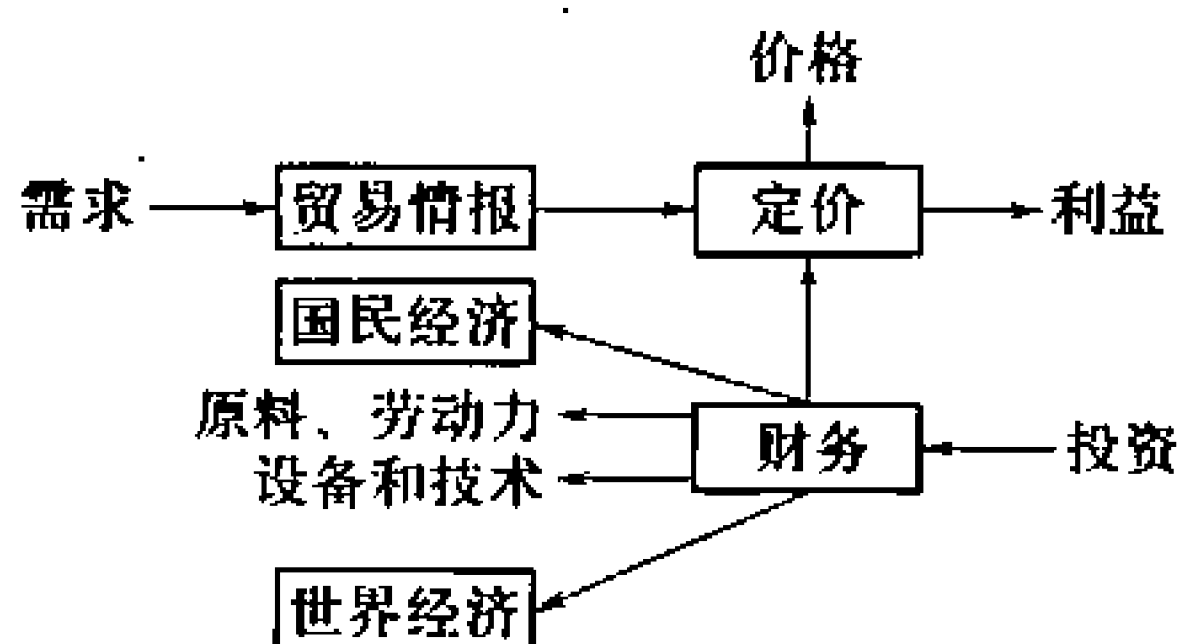 价格
需求
贸易情报
定价
利益
国民经济
原料、劳动力
设备和技术
财务
投资
世界经济